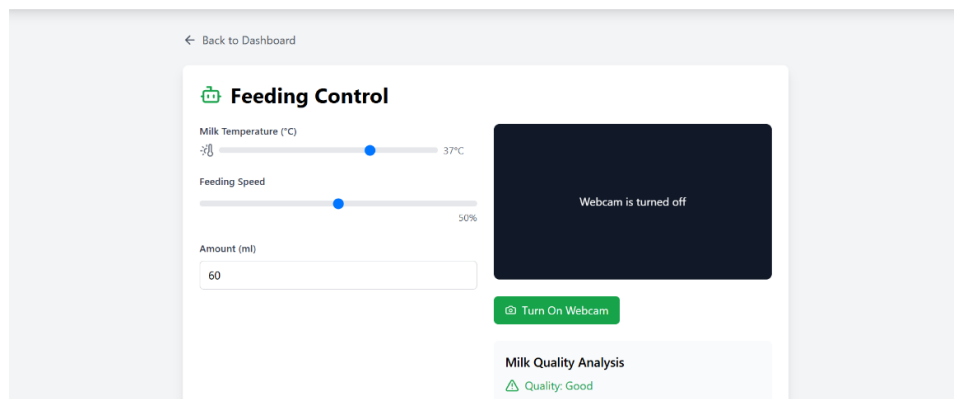 Back to Dashboard
Feeding Control
Milk Temperature (°C)
37°C
Feeding Speed
50%
Amount (ml)
60
Webcam is turned off
Turn On Webcam
Milk Quality Analysis
Quality: Good